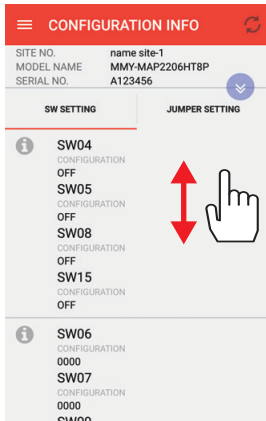 CONFIGURATION INFO
SITE NO. name site-1
MODEL NAME MMY-MAP2206HT8P
SERIAL NO. A123456
SW SETTING JUMPER SETTING
SW04
CONFIGURATION
OFF
SW05
CONFIGURATION
OFF
SW08
CONFIGURATION
OFF
SW15
CONFIGURATION
OFF
SW06
CONFIGURATION
0000
SW07
CONFIGURATION
0000
SW09